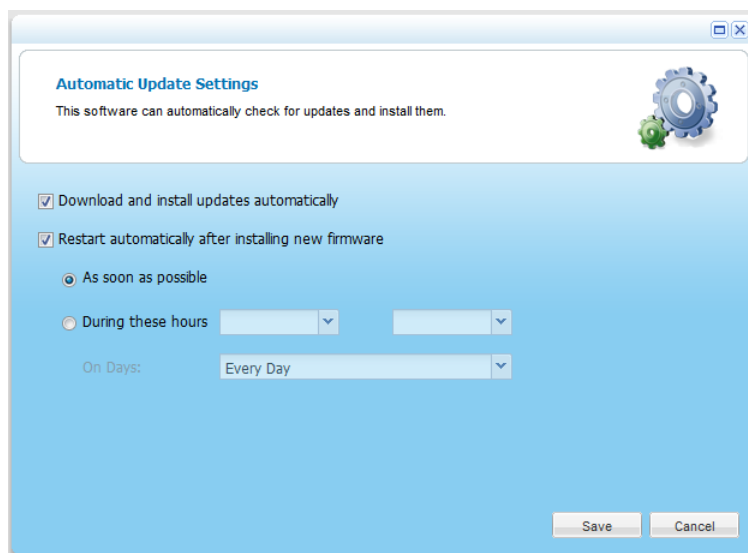 Automatic Update Settings
This software can automatically check for updates and install them.
Download and install updates automatically
Restart automatically after installing new firmware
As soon as possible
During these hours
On Days: Every Day
Save Cancel